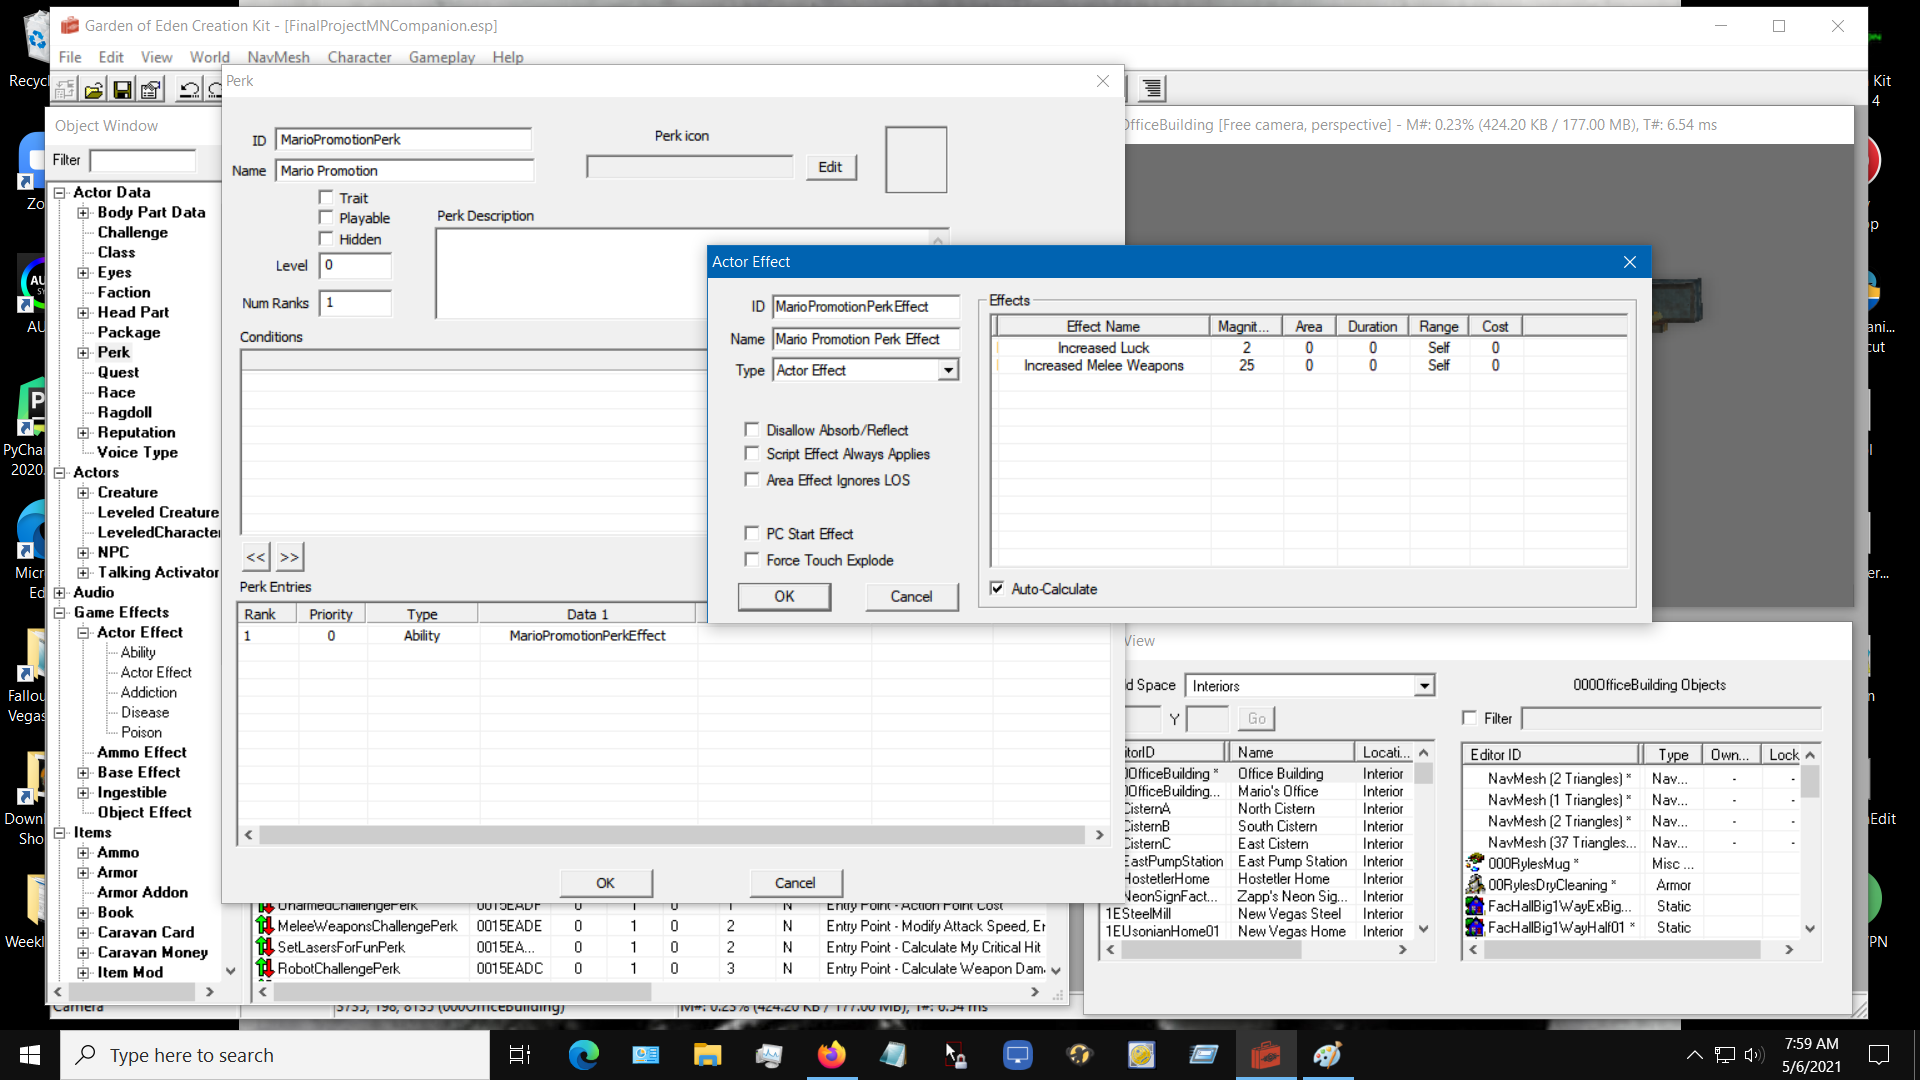 Garden of Eden Creation Kit - [FinalProjectMNCompanion.esp]
File Edit View World NavMesh Character Gameplay Help
Recycl
Kit
4
Perk
Object Window
Filter
OfficeBuilding [Free camera, perspective] - M#: 0.23% (424.20 KB / 177.00 MB), T#: 6.54 ms
ID MarioPromotionPerk
Name Mario Promotion
Perk icon
Edit
Trait
Playable
Hidden
Perk Description
Level 0
Num Ranks 1
Conditions
<< >>
Perk Entries
Rank Priority Type Data 1
1 0 Ability MarioPromotionPerkEffect
OK Cancel
Actor Data
Body Part Data
Challenge
Class
Eyes
Faction
Head Part
Package
Perk
Quest
Race
Ragdoll
Reputation
Voice Type
Actors
Creature
Leveled Creature
LeveledCharacter
NPC
Talking Activator
Audio
Game Effects
Actor Effect
Ability
Actor Effect
Addiction
Disease
Poison
Ammo Effect
Base Effect
Ingestible
Object Effect
Items
Ammo
Armor
Armor Addon
Book
Caravan Card
Caravan Money
Item Mod
Actor Effect
ID MarioPromotionPerkEffect
Name Mario Promotion Perk Effect
Type Actor Effect
Disallow Absorb/Reflect
Script Effect Always Applies
Area Effect Ignores LOS
PC Start Effect
Force Touch Explode
OK Cancel
Effects
Effect Name Magnit... Area Duration Range Cost
Increased Luck 2 0 0 Self 0
Increased Melee Weapons 25 0 0 Self 0
Auto-Calculate
UnarmedChallengePerk 0015EADF 0 1 0 1 N Entry Point - Action Point Cost
MeleeWeaponsChallengePerk 0015EADE 0 1 0 2 N Entry Point - Modify Attack Speed, Er
SetLasersForFunPerk 0015EA... 0 1 0 2 N Entry Point - Calculate My Critical Hit
RobotChallengePerk 0015EADC 0 1 0 3 N Entry Point - Calculate Weapon Dam
Camera 3735, 198, 8135 (000OfficeBuilding) M#: 0.23% (424.20 KB / 177.00 MB), T#: 6.54 ms
View
ld Space Interiors
Y Go
000OfficeBuilding Objects
Filter
itorID Name Locati...
00OfficeBuilding * Office Building Interior
00OfficeBuilding... Mario's Office Interior
CisternA North Cistern Interior
CisternB South Cistern Interior
CisternC East Cistern Interior
EastPumpStation East Pump Station Interior
HostetlerHome Hostetler Home Interior
NeonSignFact... Zapp's Neon Sig... Interior
1ESteelMill New Vegas Steel Interior
1EUsonianHome01 New Vegas Home Interior
Editor ID Type Own... Lock
NavMesh (2 Triangles) * Nav... - -
NavMesh (1 Triangles) * Nav... - -
NavMesh (2 Triangles) * Nav... - -
NavMesh (37 Triangles... Nav... - -
000RylesMug * Misc ...
00RylesDryCleaning * Armor
FacHallBig1WayExBig... Static
FacHallBig1WayHalf01 * Static
Zo
AU
PyChar
2020.
Micr
Ed
Fallou
Vegas
Downl
Sho
Weekl
op
ani...
cut
er...
Edit
PN
Type here to search
7:59 AM
5/6/2021